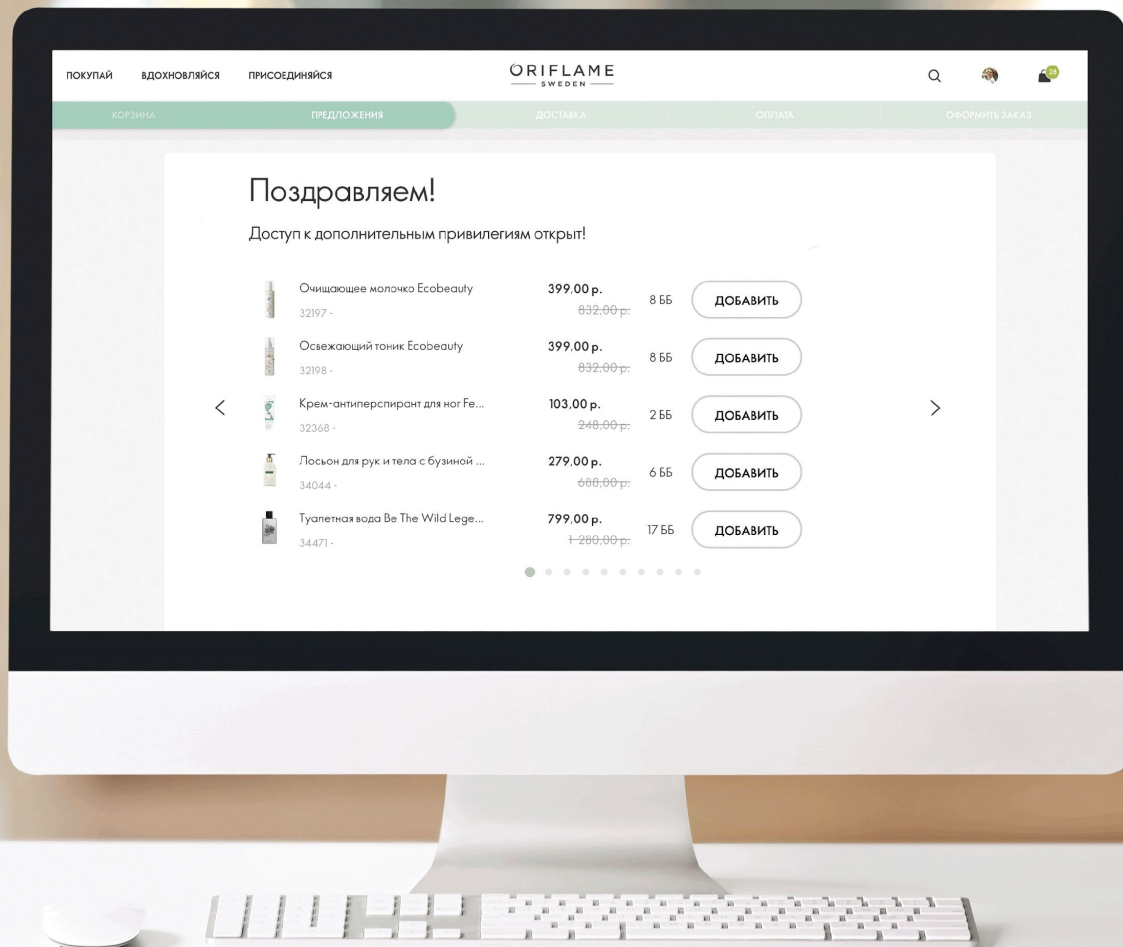 ПОКУПАЙ ВДОХНОВЛЯЙСЯ ПРИСОЕДИНЯЙСЯ ORIFLAME 28
SWEDEN
КОРЗИНА ПРЕДЛОЖЕНИЯ ДОСТАВКА ОПЛАТА ОФОРМИТЬ ЗАКАЗ
Поздравляем!
Доступ к дополнительным привилегиям открыт!
Очищающее молочко Ecobeauty 399,00 р.
32197 - 832,00 р. 8 ББ ДОБАВИТЬ
Освежающий тоник Ecobeauty 399,00 р.
32198 - 832,00 р. 8 ББ ДОБАВИТЬ
Крем-антиперспирант для ног Fe... 103,00 р.
32368 - 248,00 р. 2 ББ ДОБАВИТЬ
Лосьон для рук и тела с бузиной ... 279,00 р.
34044 - 688,00 р. 6 ББ ДОБАВИТЬ
Туалетная вода Be The Wild Lege... 799,00 р.
34471 - 1 280,00 р. 17 ББ ДОБАВИТЬ